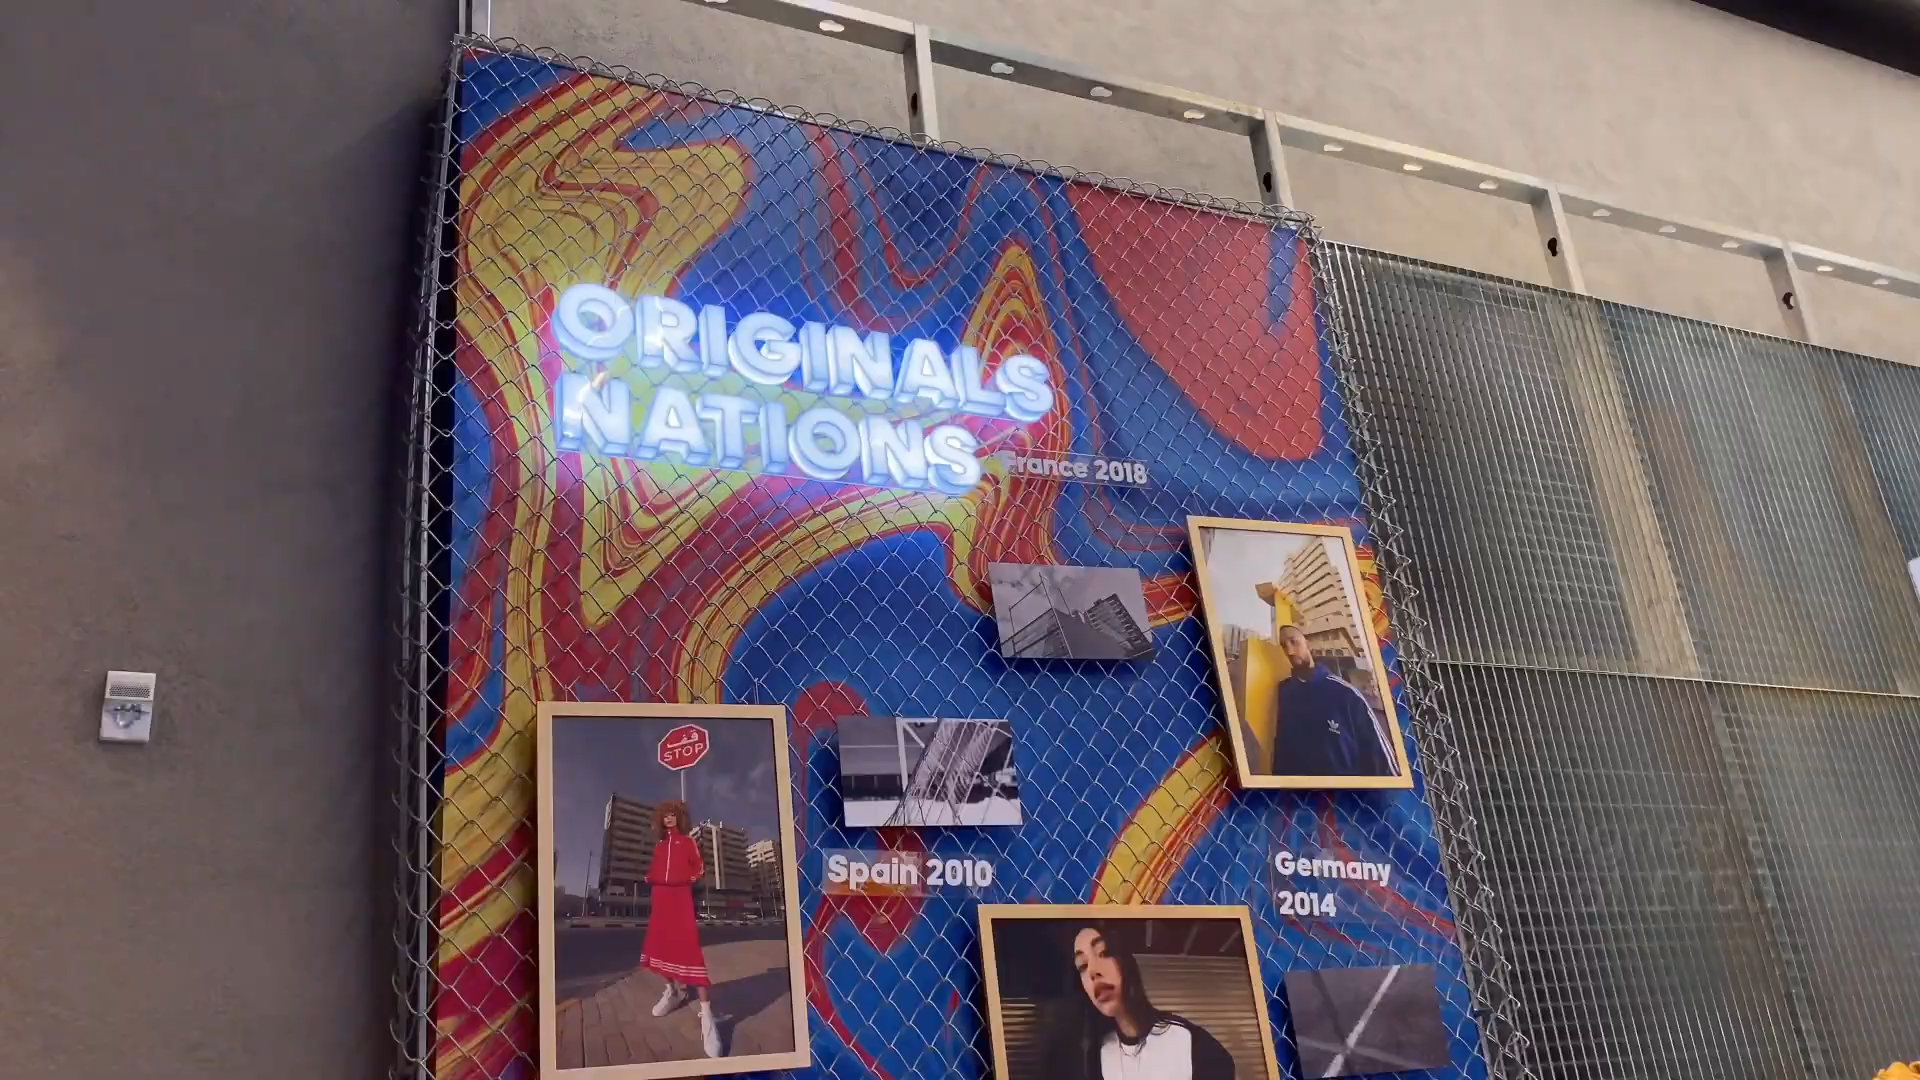 ORIGINALS
NATIONS
France 2018
قف
STOP
Spain 2010
Germany
2014